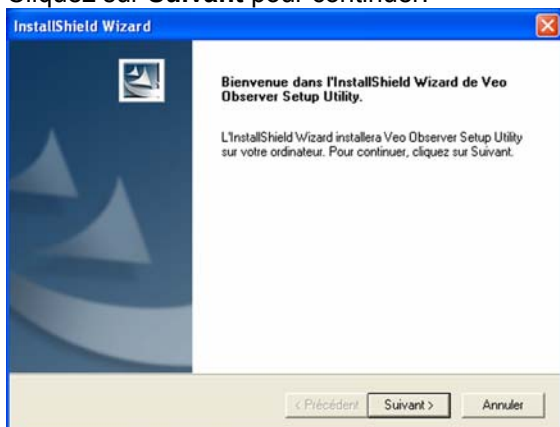 Cliquez sur Suivant pour continuer.
InstallShield Wizard
Bienvenue dans l'InstallShield Wizard de Veo
Observer Setup Utility.
L'InstallShield Wizard installera Veo Observer Setup Utility
sur votre ordinateur. Pour continuer, cliquez sur Suivant.
< Précédent Suivant > Annuler